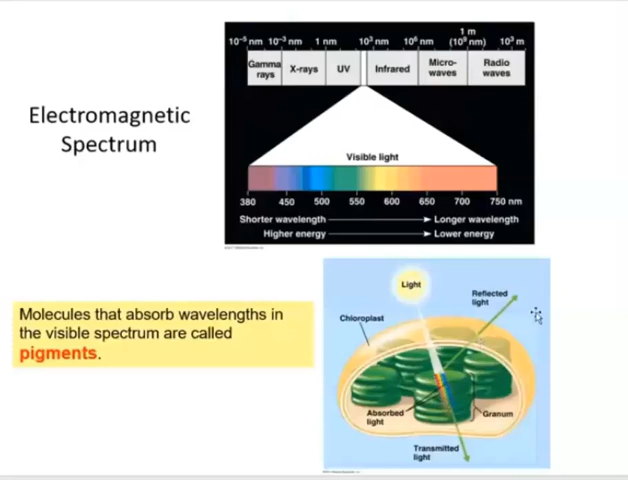 Electromagnetic
Spectrum
10⁻⁵ nm 10⁻³ nm 1 nm 10³ nm 10⁶ nm 1 m (10⁹ nm) 10³ m
Gamma rays X-rays UV Infrared Micro-waves Radio waves
Visible light
380 450 500 550 600 650 700 750 nm
Shorter wavelength Longer wavelength
Higher energy Lower energy
Molecules that absorb wavelengths in
the visible spectrum are called
pigments.
Light
Reflected
light
Chloroplast
Absorbed
light
Granum
Transmitted
light